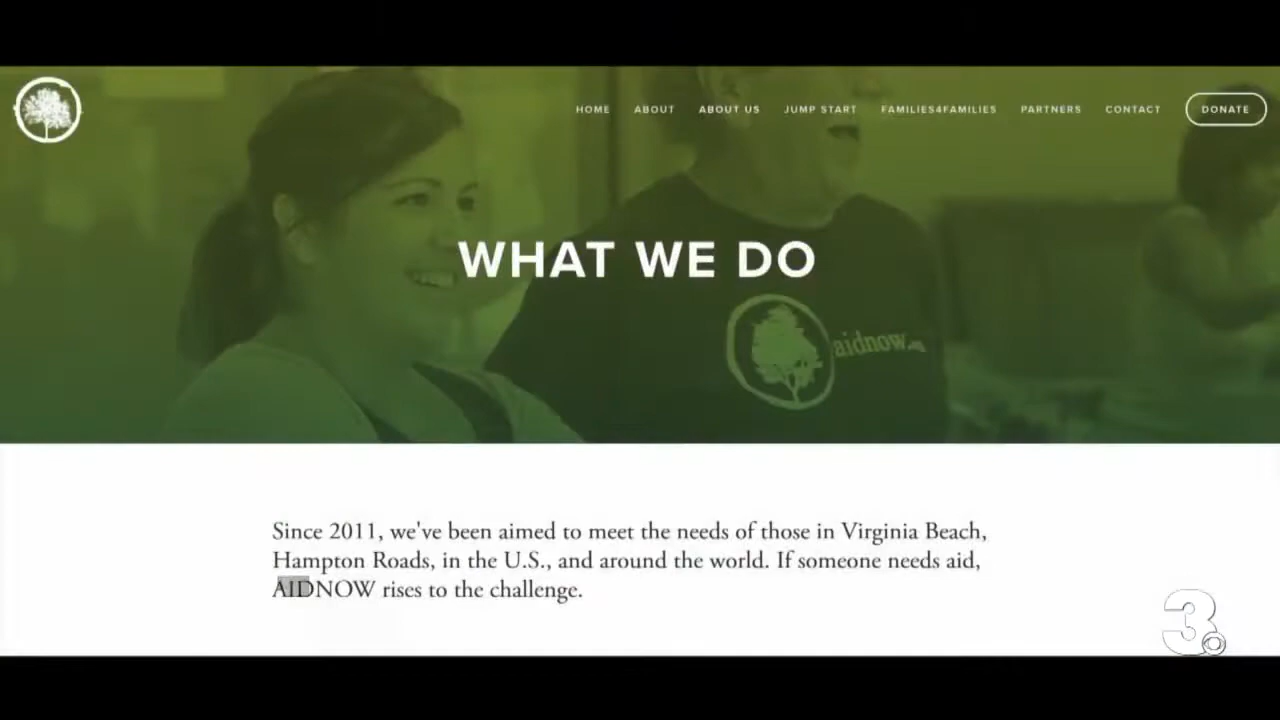 HOME ABOUT ABOUT US JUMP START FAMILIES4FAMILIES PARTNERS CONTACT DONATE
WHAT WE DO
aidnow.org
Since 2011, we've been aimed to meet the needs of those in Virginia Beach,
Hampton Roads, in the U.S., and around the world. If someone needs aid,
AIDNOW rises to the challenge.
3